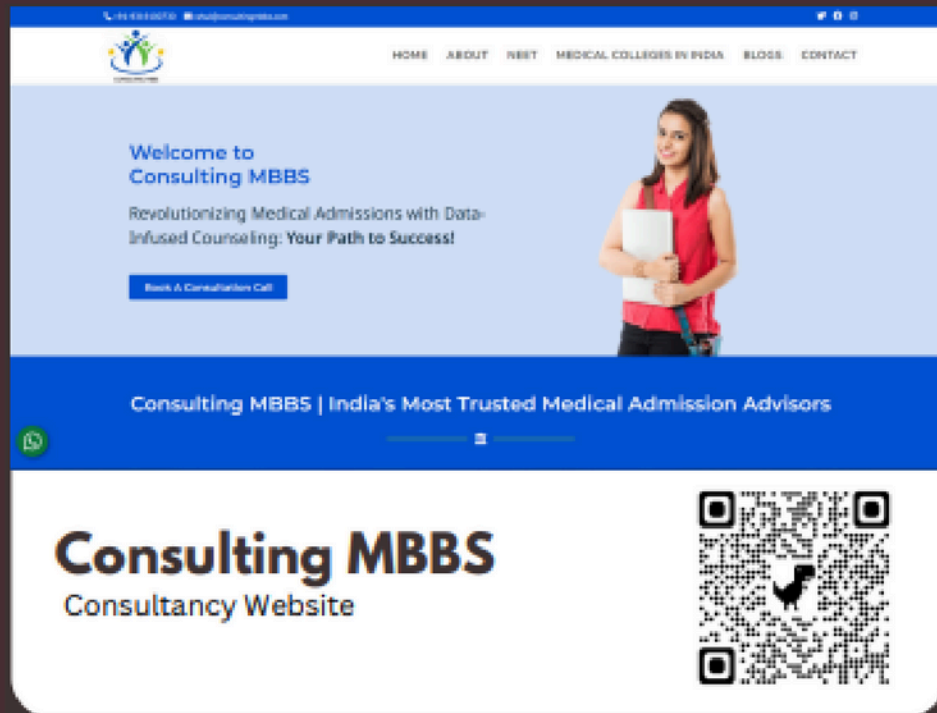 HOME ABOUT NEET MEDICAL COLLEGES IN INDIA BLOGS CONTACT
Welcome to
Consulting MBBS
Revolutionizing Medical Admissions with Data-
Infused Counseling: Your Path to Success!
Book A Consultation Call
Consulting MBBS | India's Most Trusted Medical Admission Advisors
Consulting MBBS
Consultancy Website